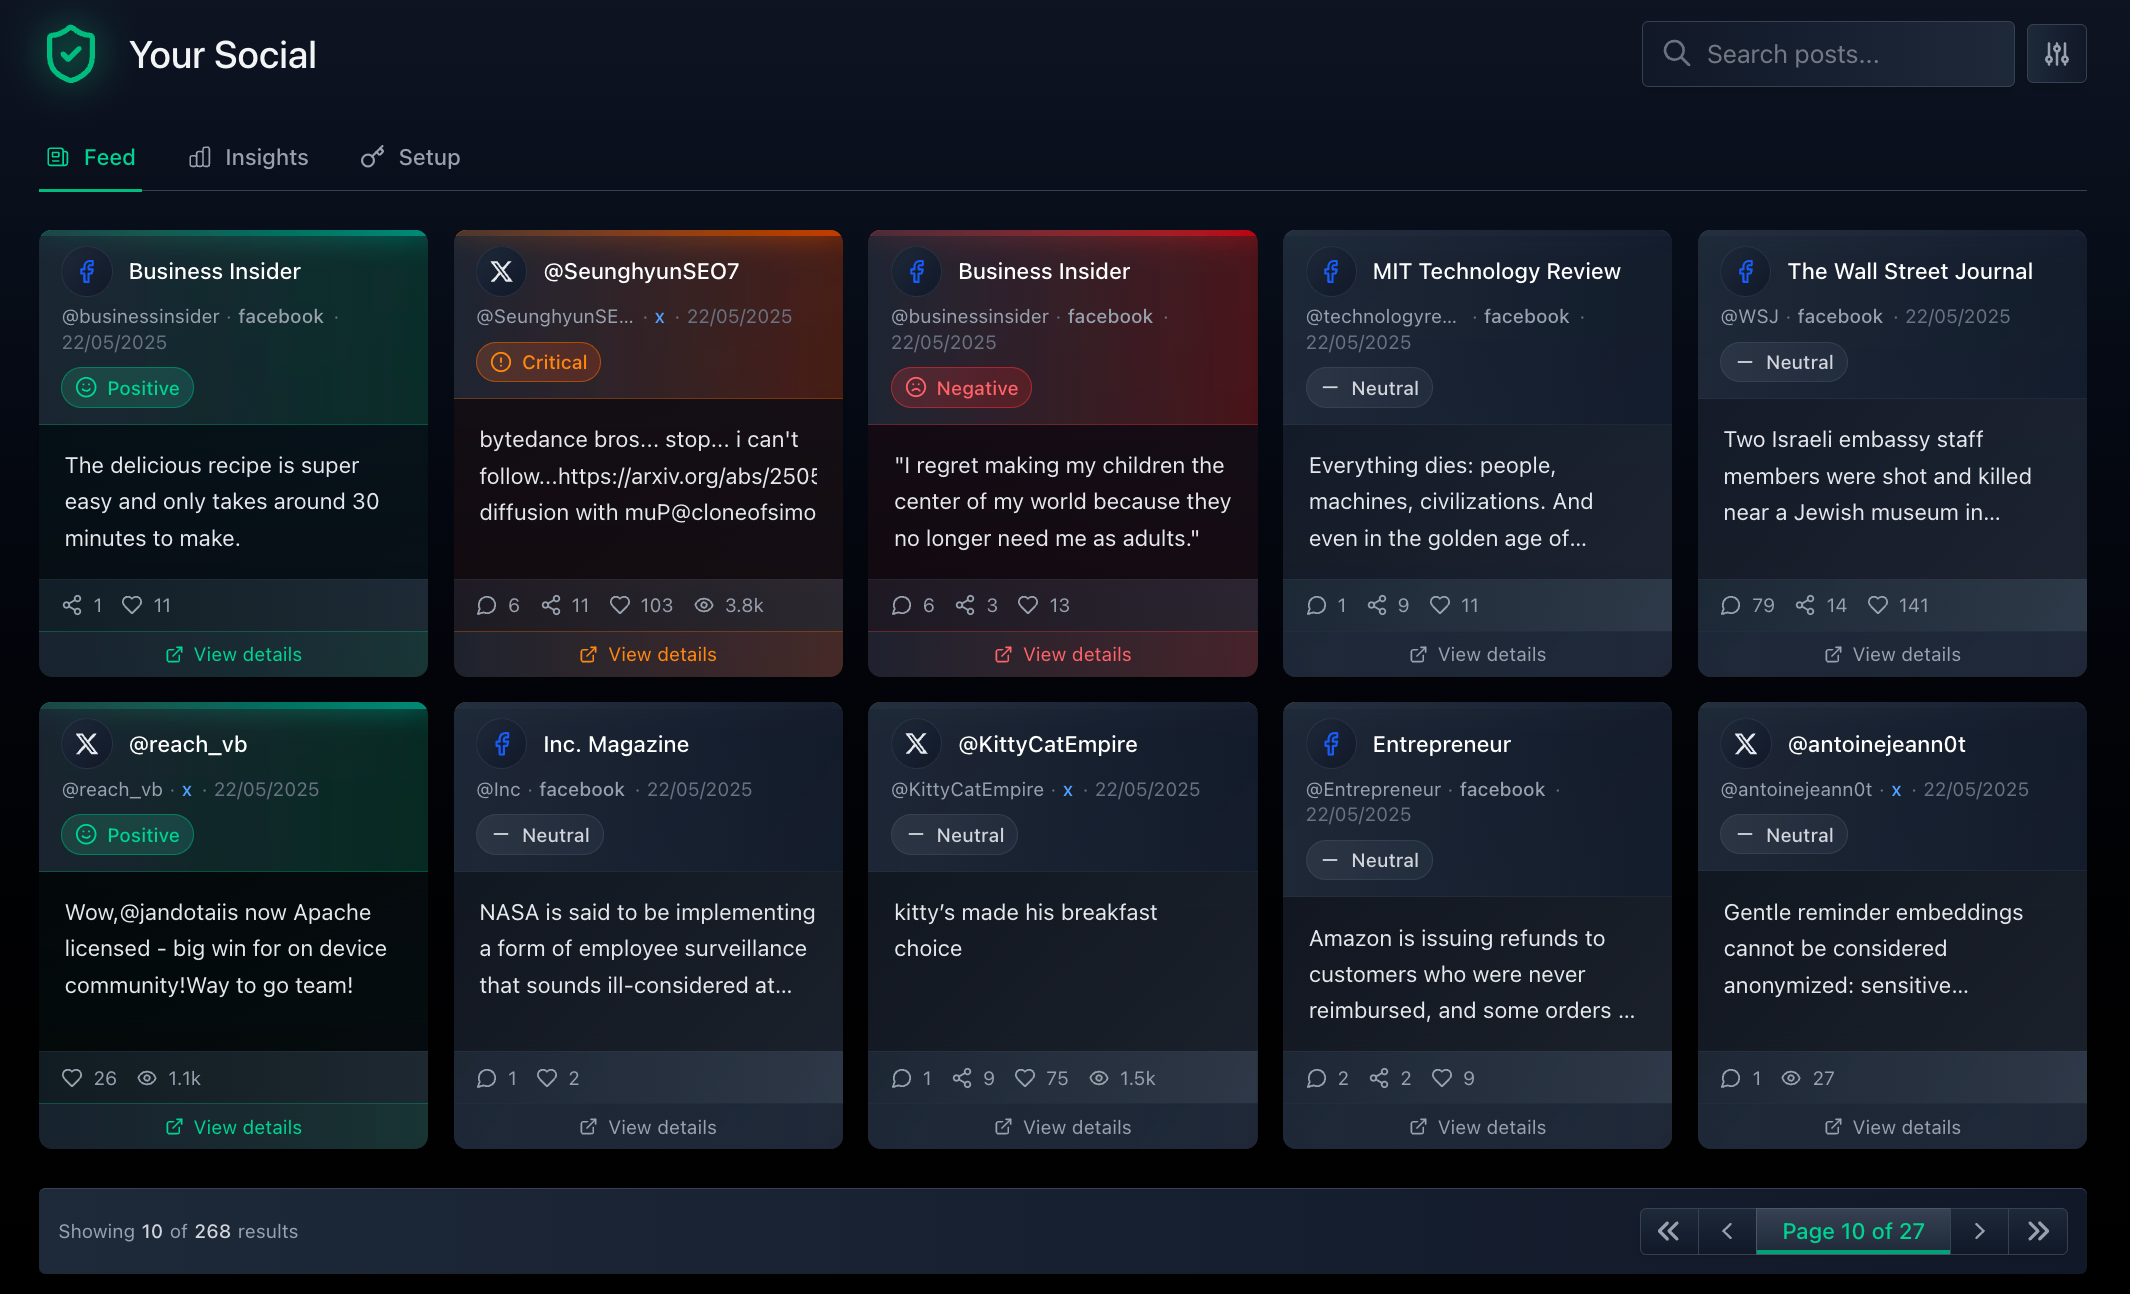 Your Social
Search posts...
Feed
Insights
Setup
Business Insider
@businessinsider · facebook ·
22/05/2025
Positive
The delicious recipe is super
easy and only takes around 30
minutes to make.
1
11
View details
@SeunghyunSEO7
@SeunghyunSE... · x · 22/05/2025
Critical
bytedance bros... stop... i can't
follow...https://arxiv.org/abs/2505
diffusion with muP@cloneofsimo
6
11
103
3.8k
View details
Business Insider
@businessinsider · facebook ·
22/05/2025
Negative
"I regret making my children the
center of my world because they
no longer need me as adults."
6
3
13
View details
MIT Technology Review
@technologyre... · facebook ·
22/05/2025
Neutral
Everything dies: people,
machines, civilizations. And
even in the golden age of...
1
9
11
View details
The Wall Street Journal
@WSJ · facebook · 22/05/2025
Neutral
Two Israeli embassy staff
members were shot and killed
near a Jewish museum in...
79
14
141
View details
@reach_vb
@reach_vb · x · 22/05/2025
Positive
Wow,@jandotaiis now Apache
licensed - big win for on device
community!Way to go team!
26
1.1k
View details
Inc. Magazine
@Inc · facebook · 22/05/2025
Neutral
NASA is said to be implementing
a form of employee surveillance
that sounds ill-considered at...
1
2
View details
@KittyCatEmpire
@KittyCatEmpire · x · 22/05/2025
Neutral
kitty’s made his breakfast
choice
1
9
75
1.5k
View details
Entrepreneur
@Entrepreneur · facebook ·
22/05/2025
Neutral
Amazon is issuing refunds to
customers who were never
reimbursed, and some orders ...
2
2
9
View details
@antoinejeann0t
@antoinejeann0t · x · 22/05/2025
Neutral
Gentle reminder embeddings
cannot be considered
anonymized: sensitive...
1
27
View details
Showing 10 of 268 results
Page 10 of 27